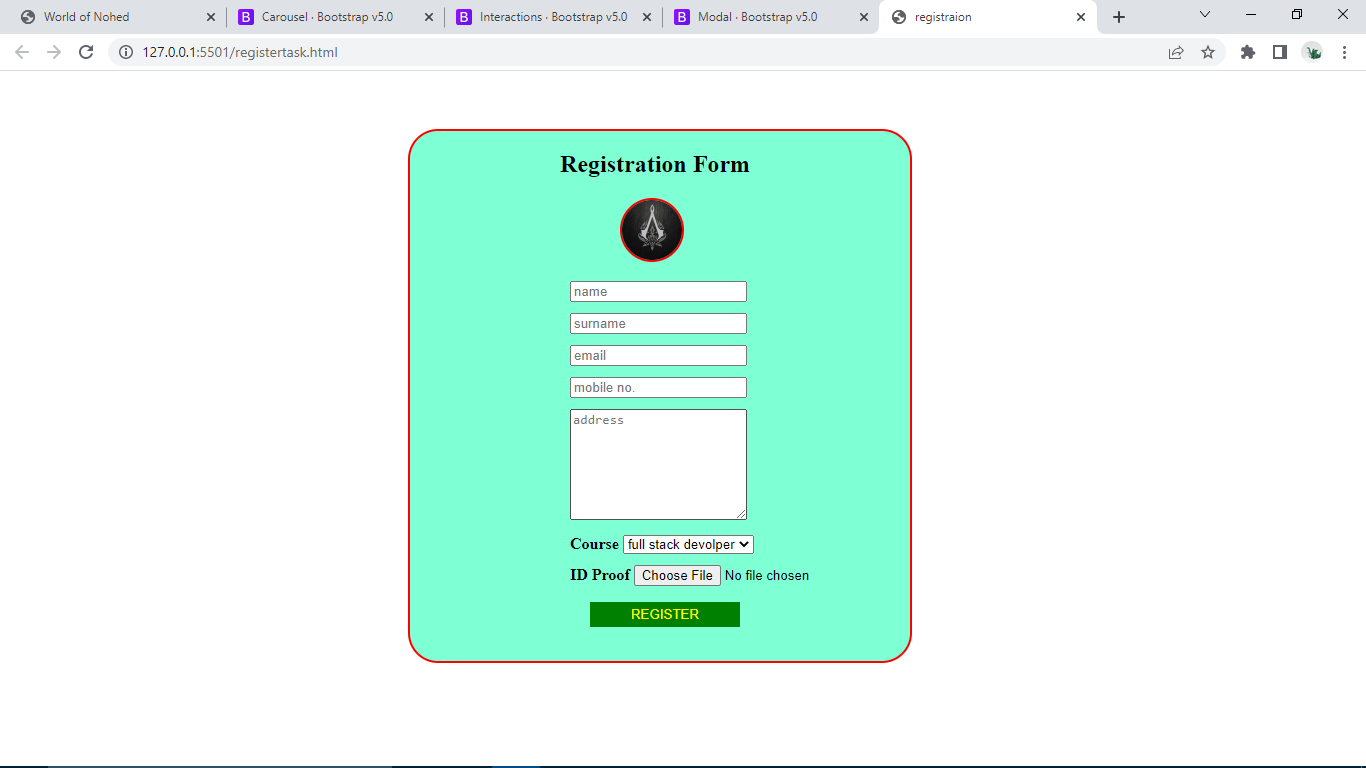 World of Nohed
Carousel · Bootstrap v5.0
Interactions · Bootstrap v5.0
Modal · Bootstrap v5.0
registraion
127.0.0.1:5501/registertask.html
Registration Form
name
surname
email
mobile no.
address
Course full stack devolper
ID Proof Choose File No file chosen
REGISTER